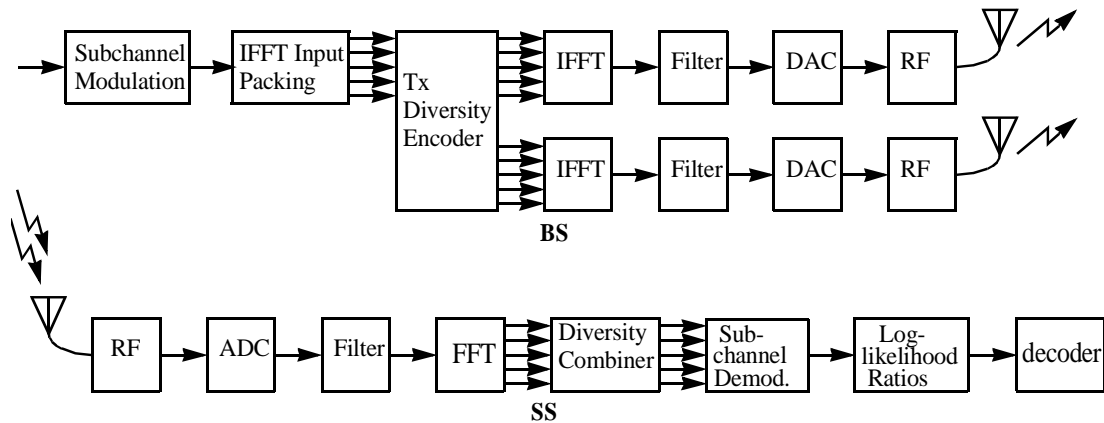 Subchannel
Modulation
IFFT Input
Packing
Tx
Diversity
Encoder
IFFT
Filter
DAC
RF
IFFT
Filter
DAC
RF
BS
RF
ADC
Filter
FFT
Diversity
Combiner
Sub-
channel
Demod.
Log-
likelihood
Ratios
decoder
SS